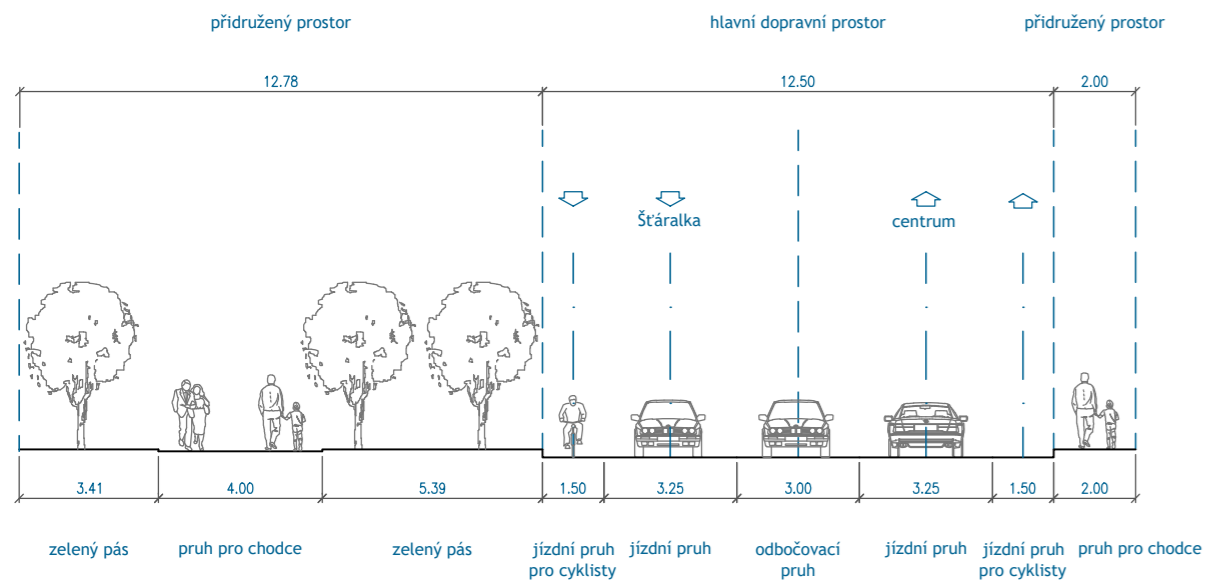 přidružený prostor
hlavní dopravní prostor
přidružený prostor
12.78
12.50
2.00
Šťáralka
centrum
3.41
4.00
5.39
1.50
3.25
3.00
3.25
1.50
2.00
zelený pás
pruh pro chodce
zelený pás
jízdní pruh
pro cyklisty
jízdní pruh
odbočovací
pruh
jízdní pruh
jízdní pruh
pro cyklisty
pruh pro chodce